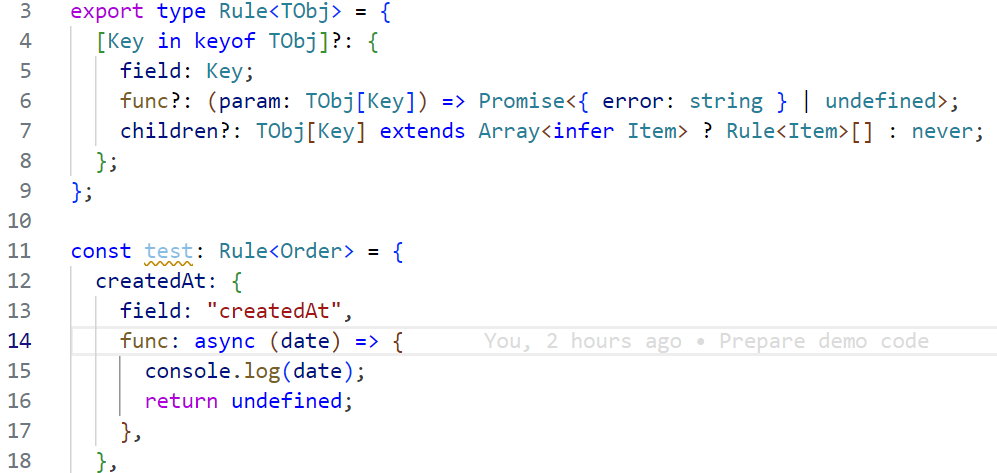 3 export type Rule<TObj> = {
4 [Key in keyof TObj]?: {
5 field: Key;
6 func?: (param: TObj[Key]) => Promise<{ error: string } | undefined>;
7 children?: TObj[Key] extends Array<infer Item> ? Rule<Item>[] : never;
8 };
9 };
10
11 const test: Rule<Order> = {
12 createdAt: {
13 field: "createdAt",
14 func: async (date) => { You, 2 hours ago • Prepare demo code
15 console.log(date);
16 return undefined;
17 },
18 },